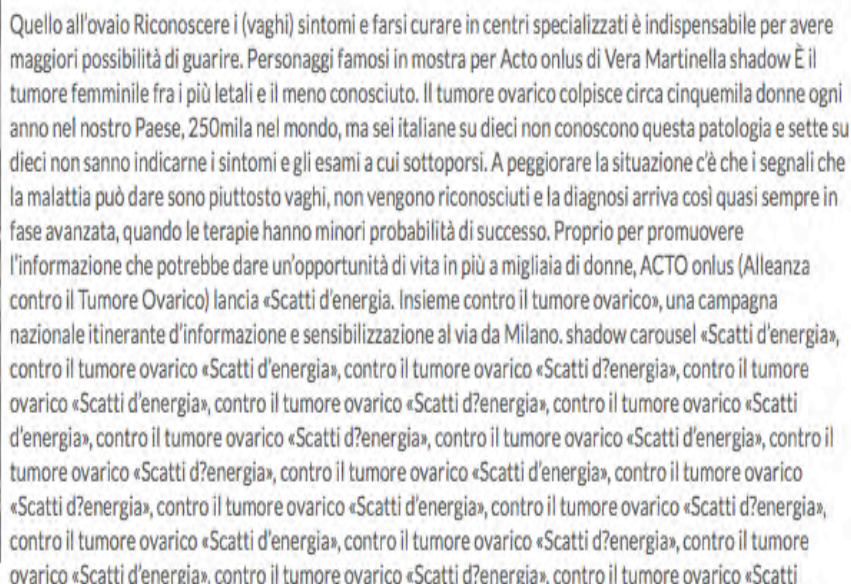 Quello all'ovaio Riconoscere i (vaghi) sintomi e farsi curare in centri specializzati è indispensabile per avere
maggiori possibilità di guarire. Personaggi famosi in mostra per Acto onlus di Vera Martinella shadow È il
tumore femminile fra i più letali e il meno conosciuto. Il tumore ovarico colpisce circa cinquemila donne ogni
anno nel nostro Paese, 250mila nel mondo, ma sei italiane su dieci non conoscono questa patologia e sette su
dieci non sanno indicarne i sintomi e gli esami a cui sottoporsi. A peggiorare la situazione c'è che i segnali che
la malattia può dare sono piuttosto vaghi, non vengono riconosciuti e la diagnosi arriva così quasi sempre in
fase avanzata, quando le terapie hanno minori probabilità di successo. Proprio per promuovere
l'informazione che potrebbe dare un'opportunità di vita in più a migliaia di donne, ACTO onlus (Alleanza
contro il Tumore Ovarico) lancia «Scatti d'energia. Insieme contro il tumore ovarico», una campagna
nazionale itinerante d'informazione e sensibilizzazione al via da Milano. shadow carousel «Scatti d'energia»,
contro il tumore ovarico «Scatti d'energia», contro il tumore ovarico «Scatti d?energia», contro il tumore
ovarico «Scatti d'energia», contro il tumore ovarico «Scatti d?energia», contro il tumore ovarico «Scatti
d'energia», contro il tumore ovarico «Scatti d?energia», contro il tumore ovarico «Scatti d'energia», contro il
tumore ovarico «Scatti d?energia», contro il tumore ovarico «Scatti d'energia», contro il tumore ovarico
«Scatti d?energia», contro il tumore ovarico «Scatti d'energia», contro il tumore ovarico «Scatti d?energia»,
contro il tumore ovarico «Scatti d'energia», contro il tumore ovarico «Scatti d?energia», contro il tumore
ovarico «Scatti d'energia», contro il tumore ovarico «Scatti d?energia», contro il tumore ovarico «Scatti